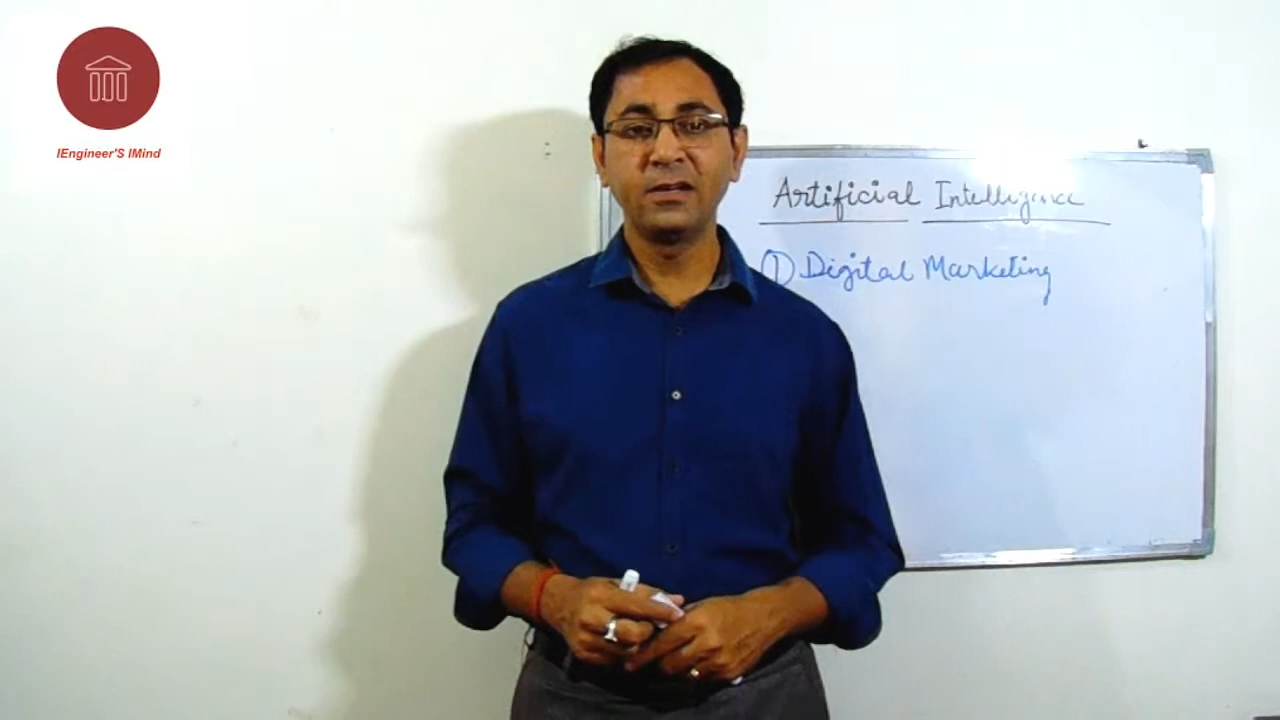 IEngineer'S IMind
Artificial Intelligence
① Digital Marketing